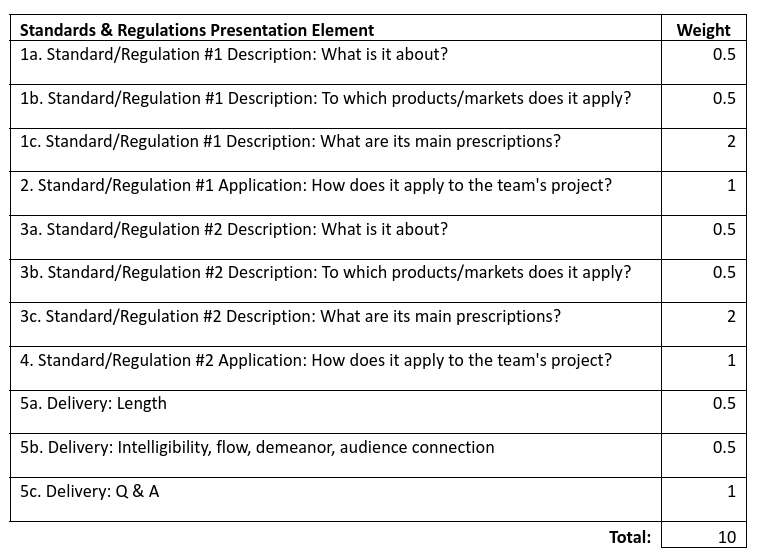 Standards & Regulations Presentation Element Weight
1a. Standard/Regulation #1 Description: What is it about? 0.5
1b. Standard/Regulation #1 Description: To which products/markets does it apply? 0.5
1c. Standard/Regulation #1 Description: What are its main prescriptions? 2
2. Standard/Regulation #1 Application: How does it apply to the team's project? 1
3a. Standard/Regulation #2 Description: What is it about? 0.5
3b. Standard/Regulation #2 Description: To which products/markets does it apply? 0.5
3c. Standard/Regulation #2 Description: What are its main prescriptions? 2
4. Standard/Regulation #2 Application: How does it apply to the team's project? 1
5a. Delivery: Length 0.5
5b. Delivery: Intelligibility, flow, demeanor, audience connection 0.5
5c. Delivery: Q & A 1
Total: 10